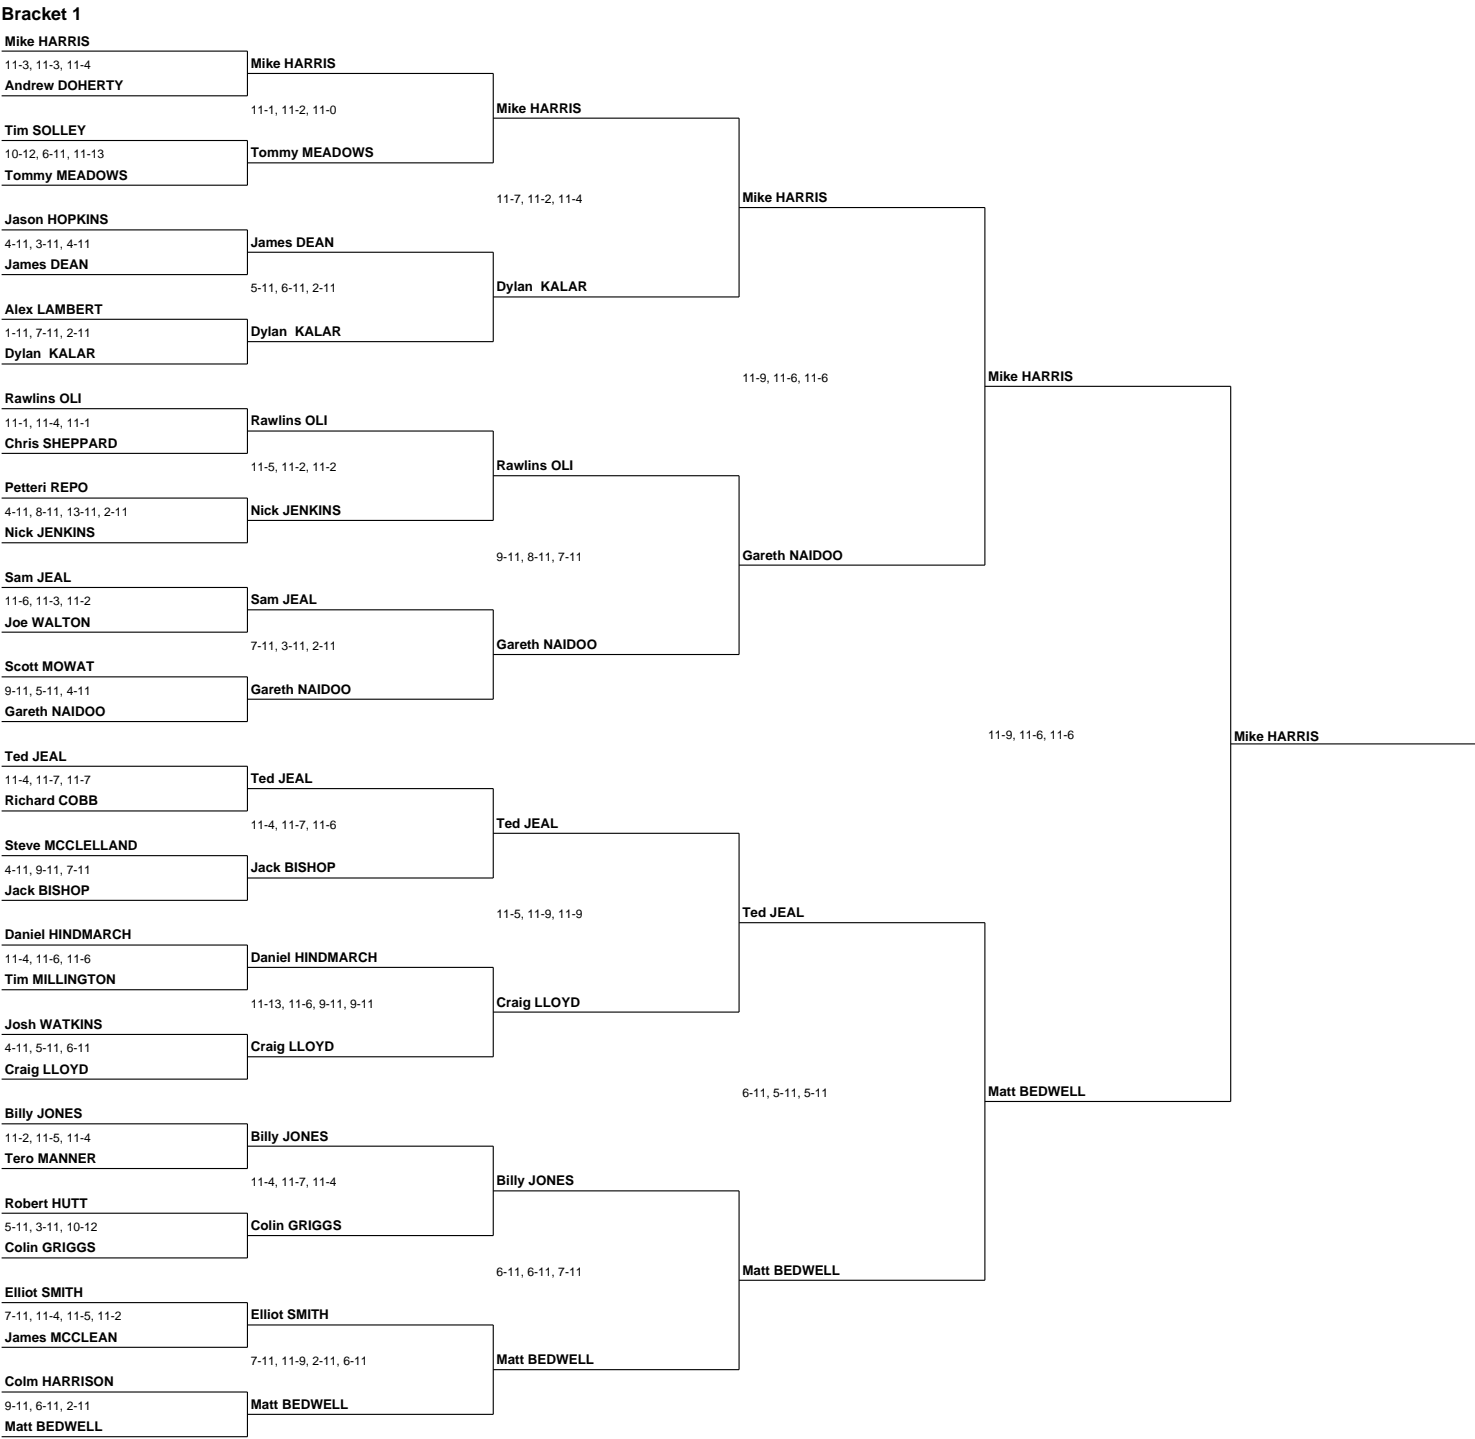 Bracket 1
Mike HARRIS
11-3, 11-3, 11-4
Andrew DOHERTY
Tim SOLLEY
10-12, 6-11, 11-13
Tommy MEADOWS
Jason HOPKINS
4-11, 3-11, 4-11
James DEAN
Alex LAMBERT
1-11, 7-11, 2-11
Dylan  KALAR
Rawlins OLI
11-1, 11-4, 11-1
Chris SHEPPARD
Petteri REPO
4-11, 8-11, 13-11, 2-11
Nick JENKINS
Sam JEAL
11-6, 11-3, 11-2
Joe WALTON
Scott MOWAT
9-11, 5-11, 4-11
Gareth NAIDOO
Ted JEAL
11-4, 11-7, 11-7
Richard COBB
Steve MCCLELLAND
4-11, 9-11, 7-11
Jack BISHOP
Daniel HINDMARCH
11-4, 11-6, 11-6
Tim MILLINGTON
Josh WATKINS
4-11, 5-11, 6-11
Craig LLOYD
Billy JONES
11-2, 11-5, 11-4
Tero MANNER
Robert HUTT
5-11, 3-11, 10-12
Colin GRIGGS
Elliot SMITH
7-11, 11-4, 11-5, 11-2
James MCCLEAN
Colm HARRISON
9-11, 6-11, 2-11
Matt BEDWELL
Mike HARRIS
11-1, 11-2, 11-0
Tommy MEADOWS
James DEAN
5-11, 6-11, 2-11
Dylan  KALAR
Rawlins OLI
11-5, 11-2, 11-2
Nick JENKINS
Sam JEAL
7-11, 3-11, 2-11
Gareth NAIDOO
Ted JEAL
11-4, 11-7, 11-6
Jack BISHOP
Daniel HINDMARCH
11-13, 11-6, 9-11, 9-11
Craig LLOYD
Billy JONES
11-4, 11-7, 11-4
Colin GRIGGS
Elliot SMITH
7-11, 11-9, 2-11, 6-11
Matt BEDWELL
Mike HARRIS
11-7, 11-2, 11-4
Dylan  KALAR
Rawlins OLI
9-11, 8-11, 7-11
Gareth NAIDOO
Ted JEAL
11-5, 11-9, 11-9
Craig LLOYD
Billy JONES
6-11, 6-11, 7-11
Matt BEDWELL
Mike HARRIS
11-9, 11-6, 11-6
Gareth NAIDOO
Ted JEAL
6-11, 5-11, 5-11
Matt BEDWELL
Mike HARRIS
11-9, 11-6, 11-6
Matt BEDWELL
Mike HARRIS